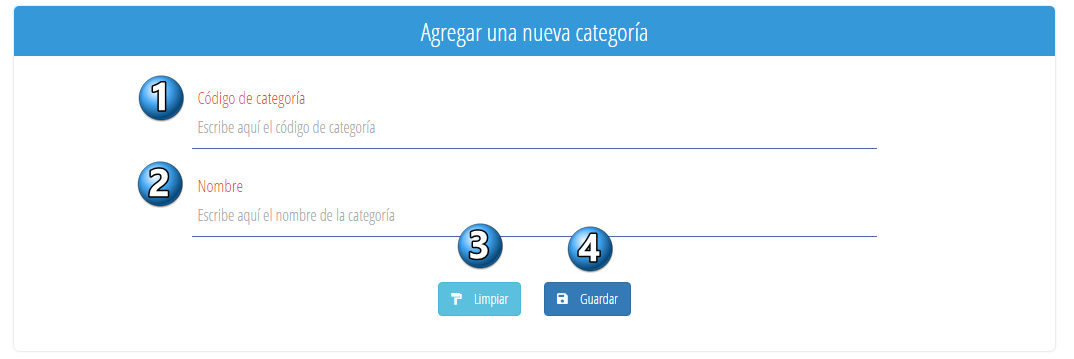 Agregar una nueva categoría
1
Código de categoría
Escribe aquí el código de categoría
2
Nombre
Escribe aquí el nombre de la categoría
3
4
Limpiar
Guardar